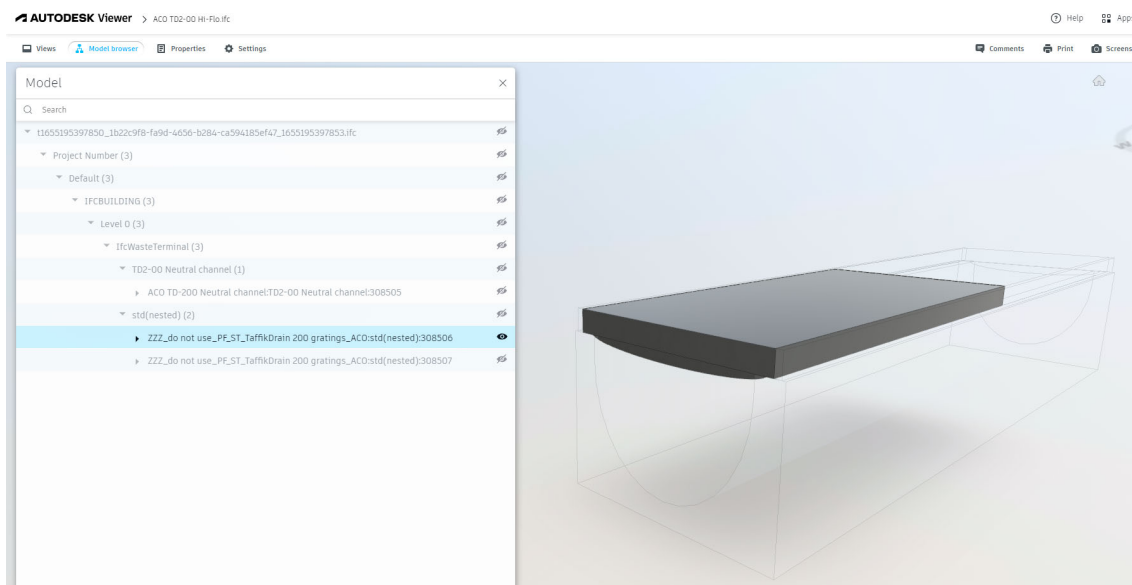 AUTODESK Viewer > ACO TD2-00 Hi-Flo.ifc
Help
Apps
Views
Model browser
Properties
Settings
Comments
Print
Screens
Model
Search
t1655195397850_1b22c9f8-fa9d-4656-b284-ca594185ef47_1655195397853.ifc
Project Number (3)
Default (3)
IFCBUILDING (3)
Level 0 (3)
IfcWasteTerminal (3)
TD2-00 Neutral channel (1)
ACO TD-200 Neutral channel:TD2-00 Neutral channel:308505
std(nested) (2)
ZZZ_do not use_PF_ST_TaffikDrain 200 gratings_ACO:std(nested):308506
ZZZ_do not use_PF_ST_TaffikDrain 200 gratings_ACO:std(nested):308507